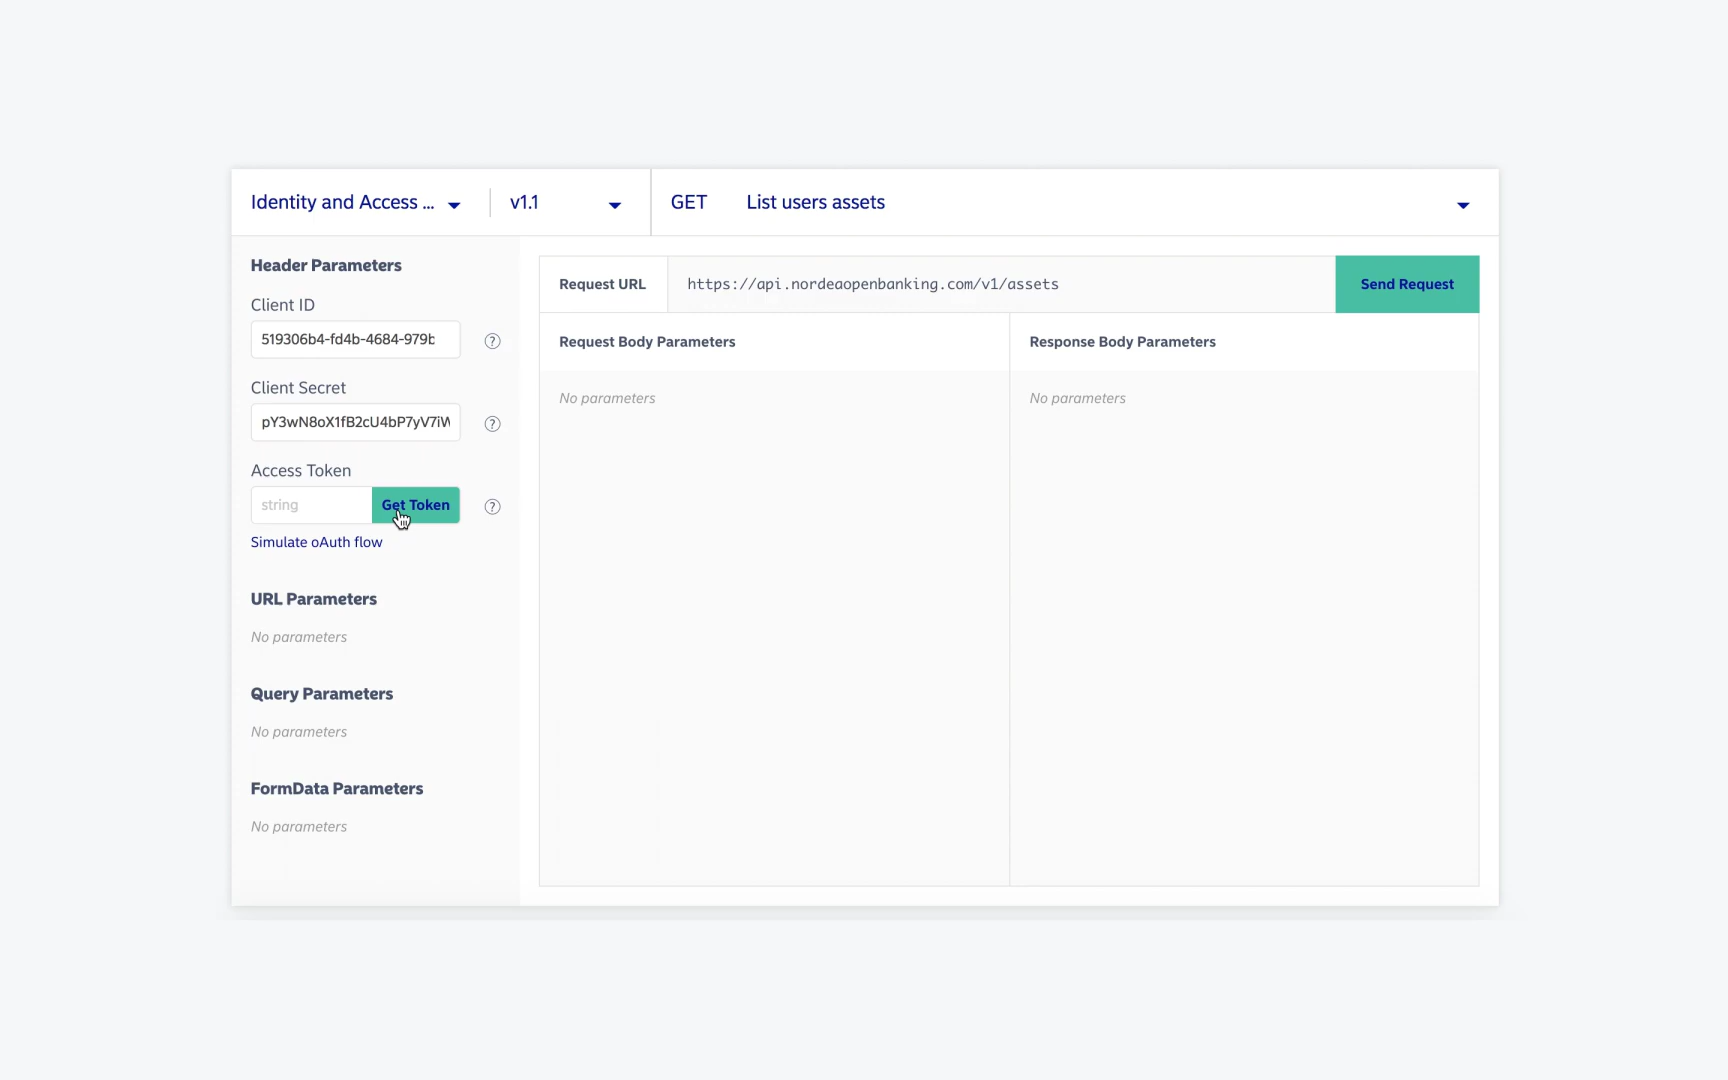 Identity and Access ...
v1.1
GET
List users assets
Header Parameters
Client ID
519306b4-fd4b-4684-979b
?
Client Secret
pY3wN8oX1fB2cU4bP7yV7iW
?
Access Token
string
Get Token
?
Simulate oAuth flow
URL Parameters
No parameters
Query Parameters
No parameters
FormData Parameters
No parameters
Request URL
https://api.nordeaopenbanking.com/v1/assets
Send Request
Request Body Parameters
No parameters
Response Body Parameters
No parameters